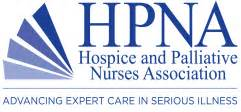 HPNA
Hospice and Palliative
Nurses Association
ADVANCING EXPERT CARE IN SERIOUS ILLNESS